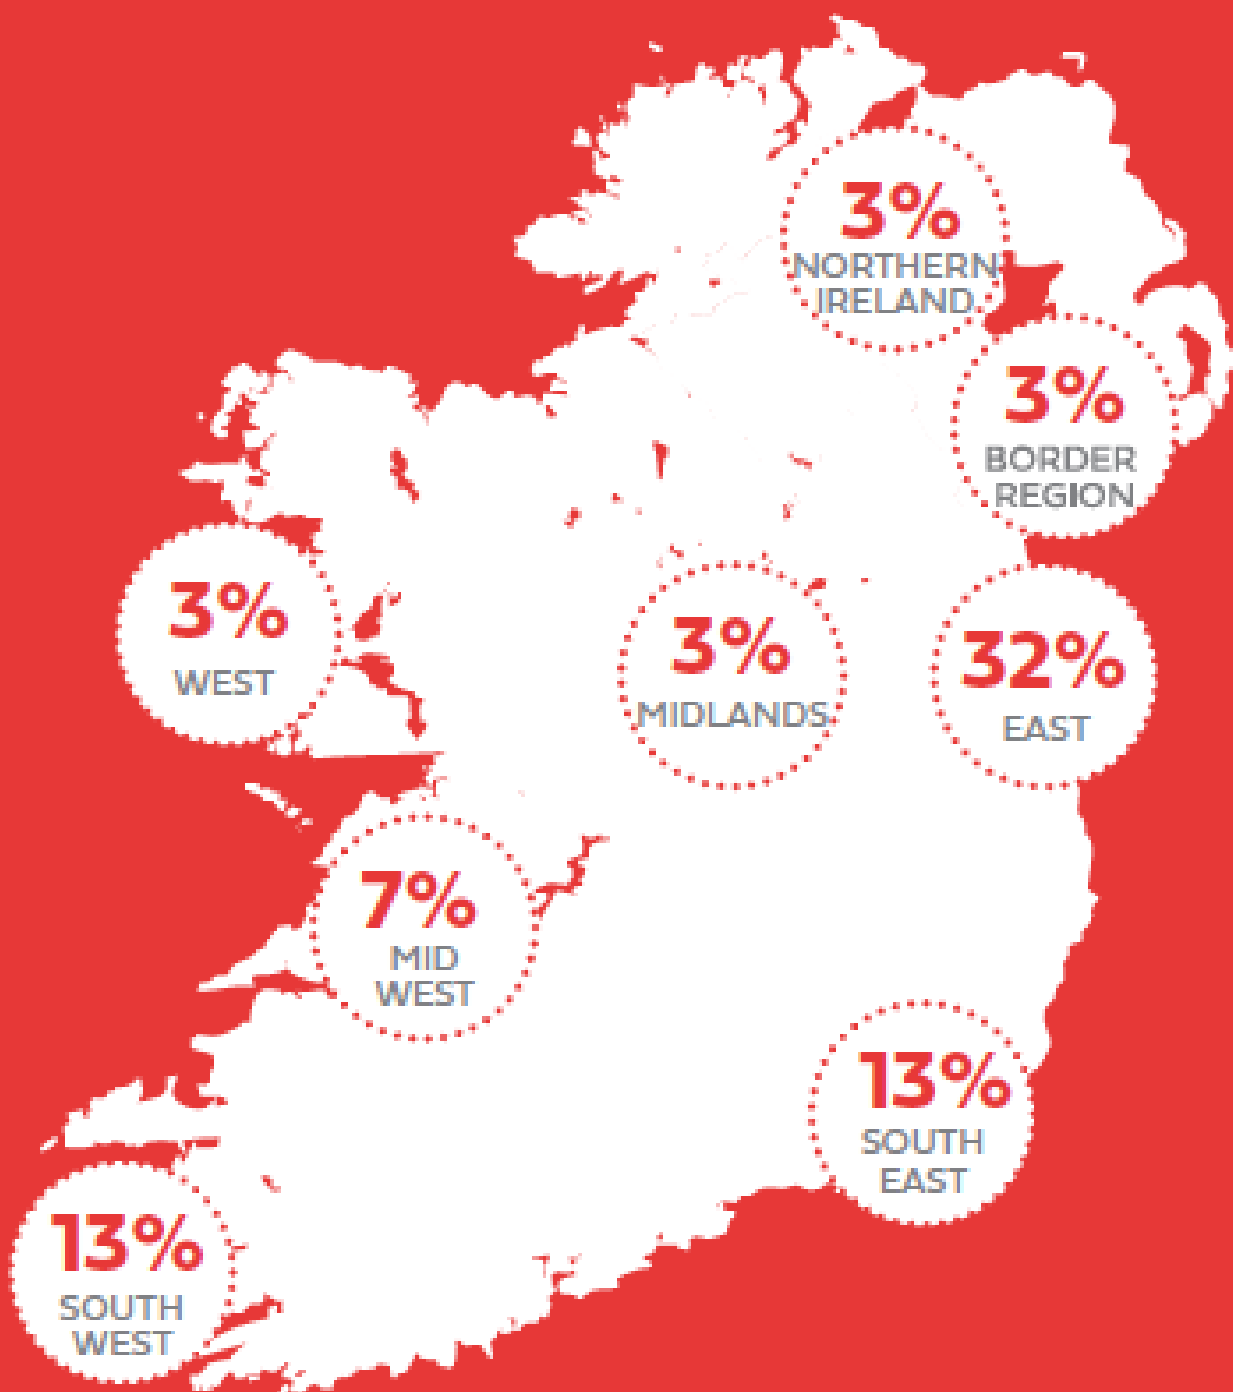 3%
NORTHERN
IRELAND
3%
BORDER
REGION
3%
WEST
3%
MIDLANDS
32%
EAST
7%
MID
WEST
13%
SOUTH
EAST
13%
SOUTH
WEST